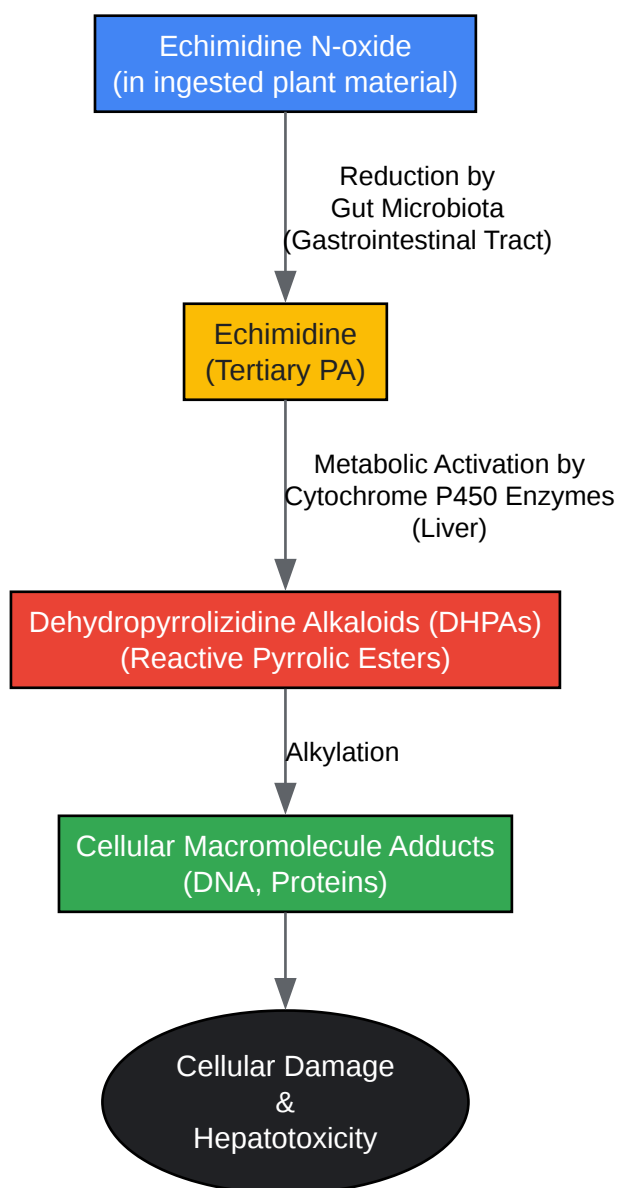 Echimidine N-oxide
(in ingested plant material)
Reduction by
Gut Microbiota
(Gastrointestinal Tract)
Echimidine
(Tertiary PA)
Metabolic Activation by
Cytochrome P450 Enzymes
(Liver)
Dehydropyrrolizidine Alkaloids (DHPAs)
(Reactive Pyrrolic Esters)
Alkylation
Cellular Macromolecule Adducts
(DNA, Proteins)
Cellular Damage
&
Hepatotoxicity